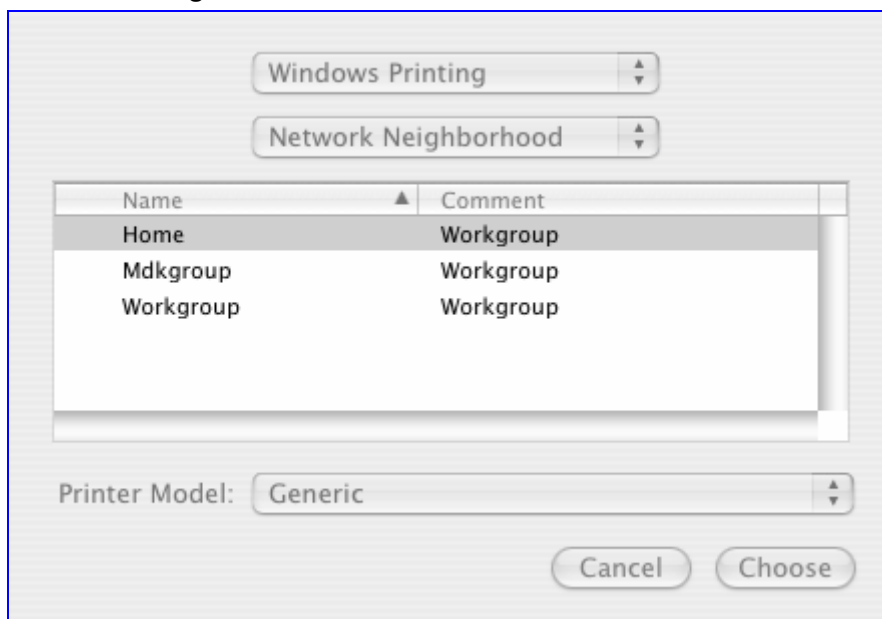 Windows Printing
Network Neighborhood
Name Comment
Home Workgroup
Mdkgroup Workgroup
Workgroup Workgroup
Printer Model: Generic
Cancel Choose